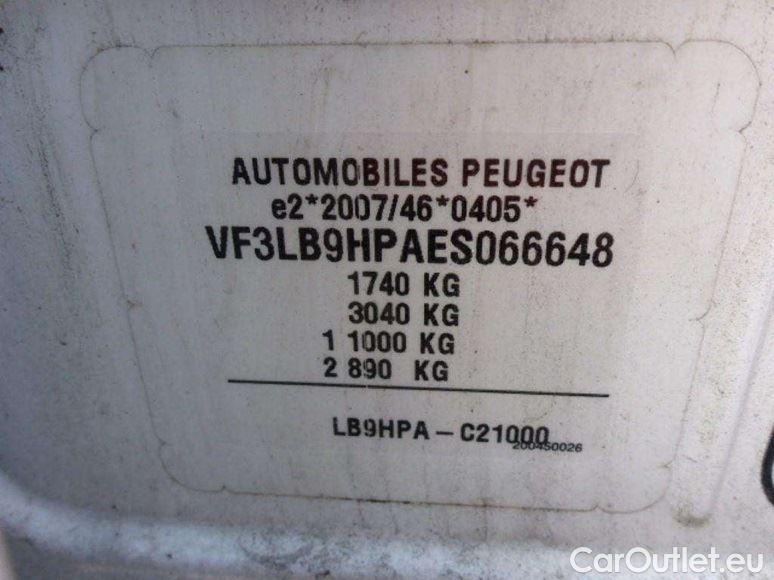 AUTOMOBILES PEUGEOT
e2*2007/46*0405*
VF3LB9HPAES066648
1740 KG
3040 KG
1 1000 KG
2 890 KG
LB9HPA – C21000
200450026
CarOutlet.eu